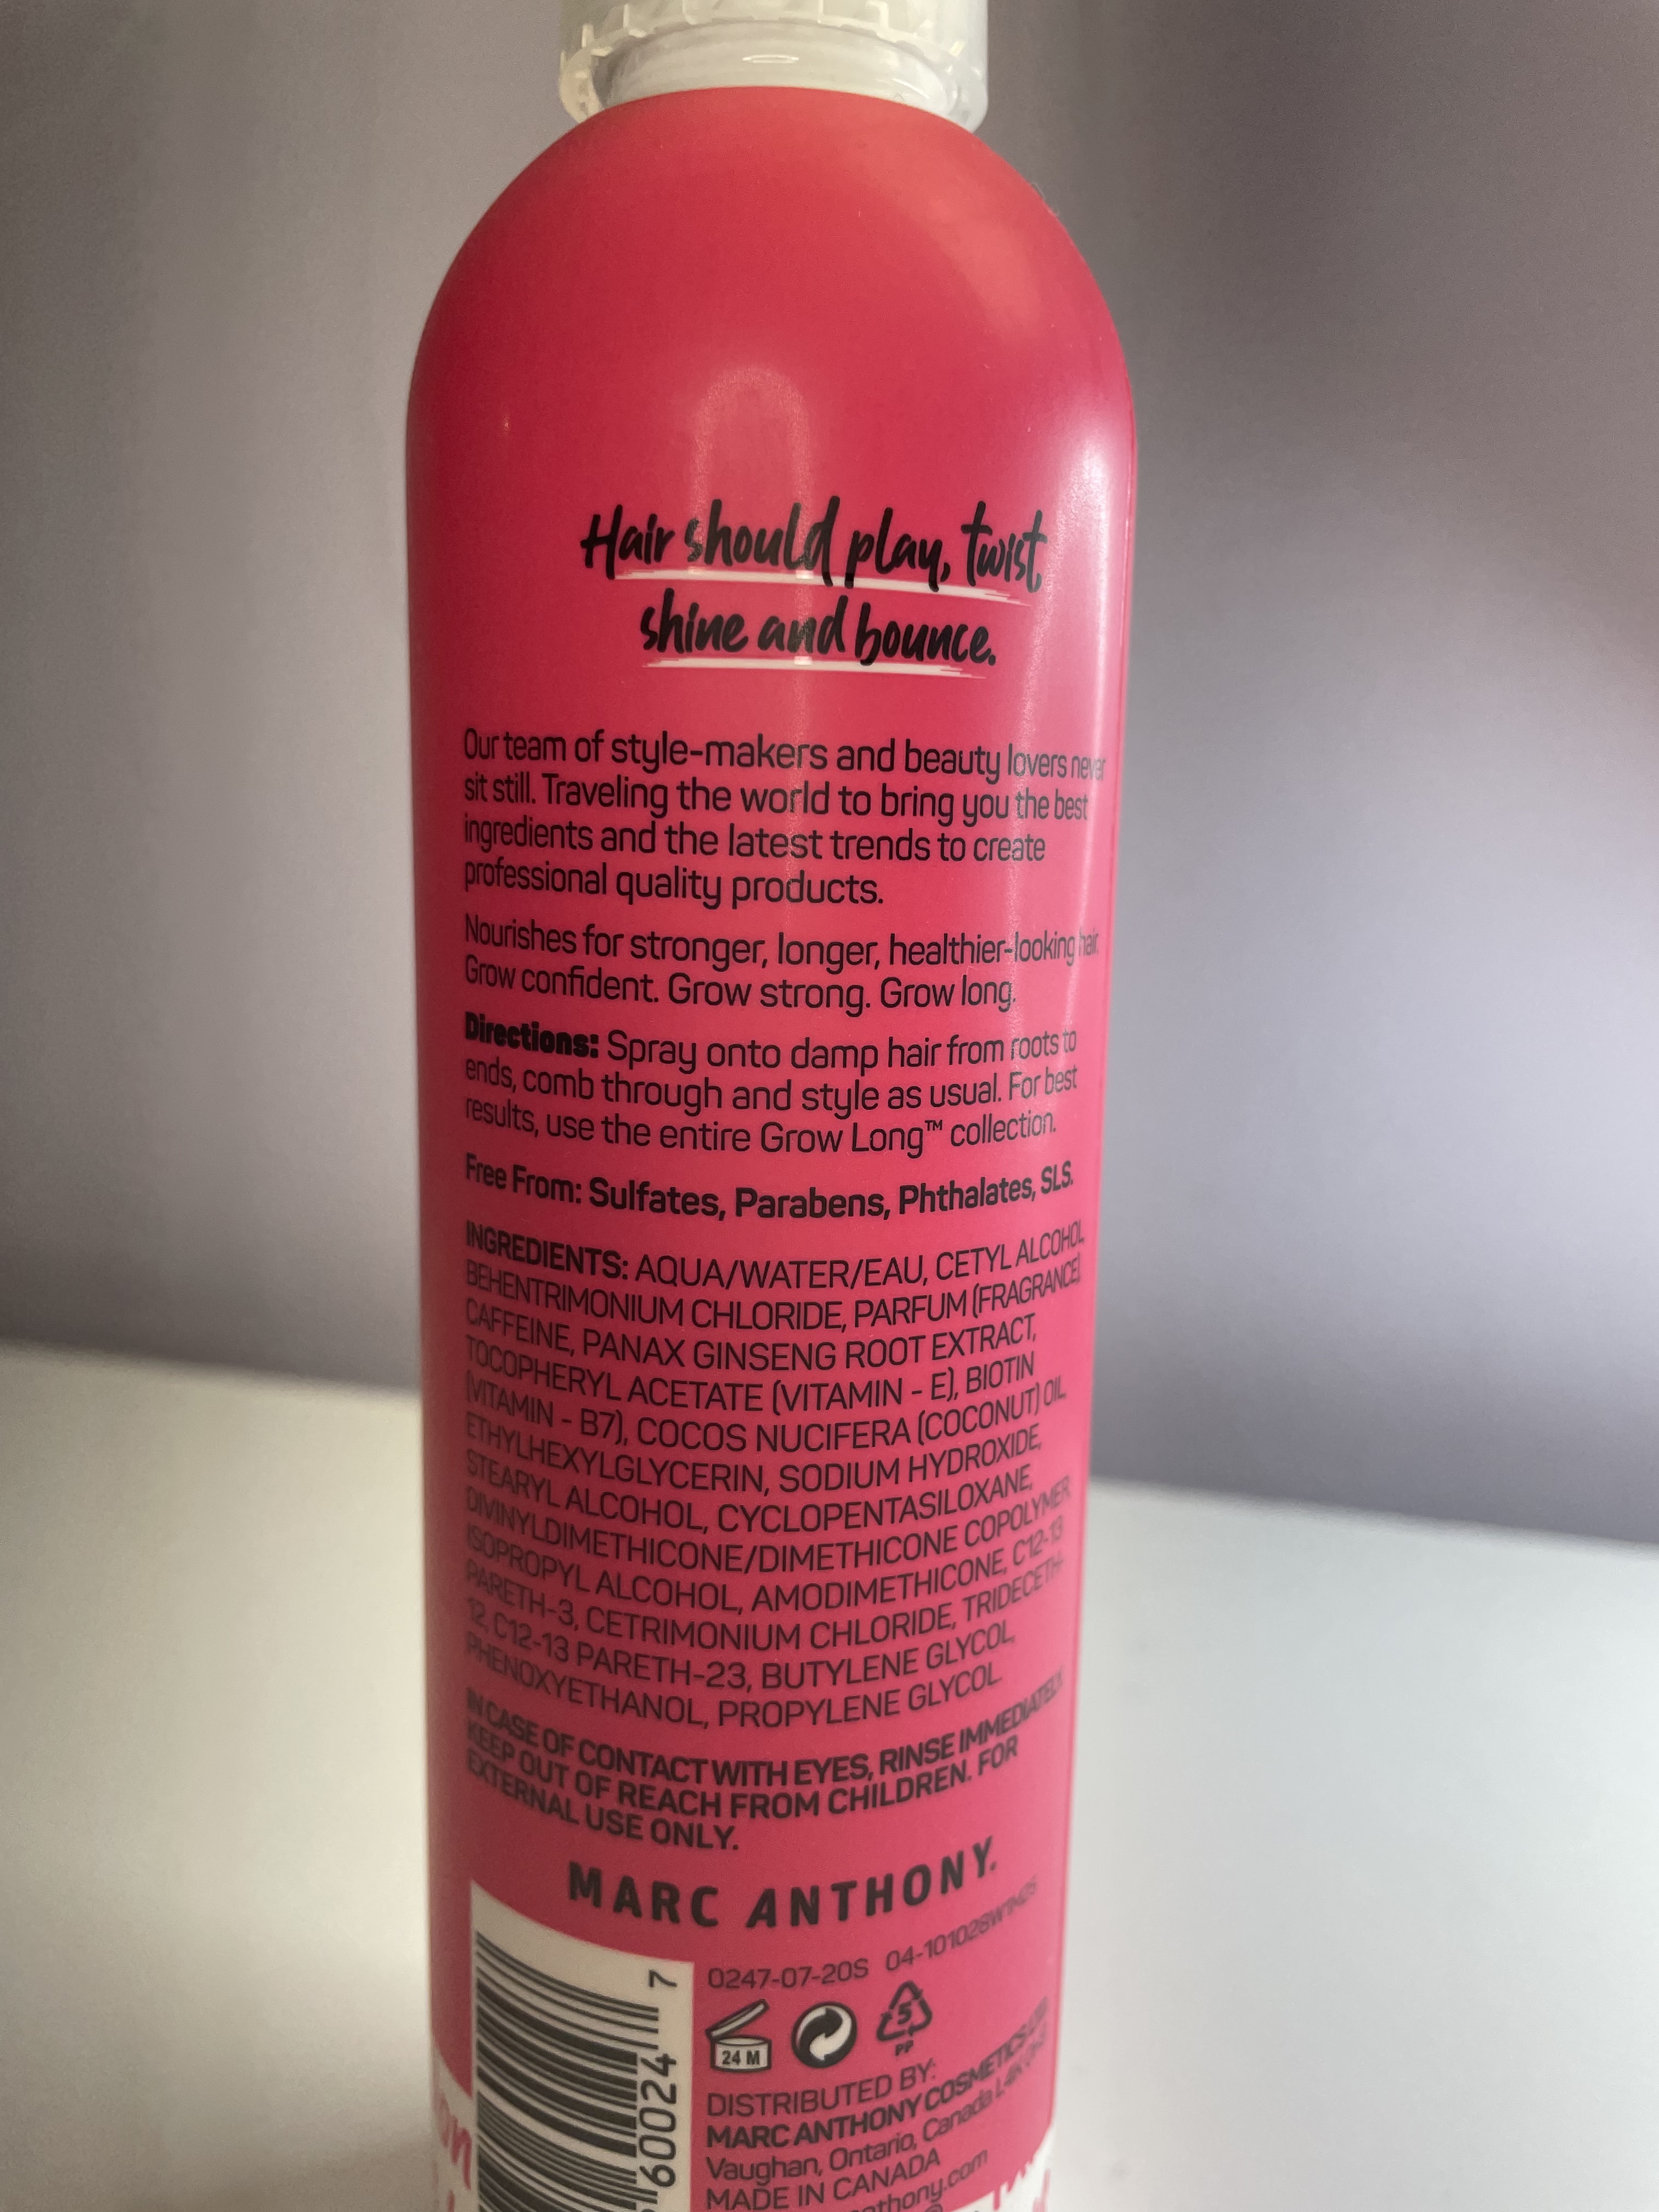 Hair should play, twist,
shine and bounce.
Our team of style-makers and beauty lovers never
sit still. Traveling the world to bring you the best
ingredients and the latest trends to create
professional quality products.
Nourishes for stronger, longer, healthier-looking hair.
Grow confident. Grow strong. Grow long.
Directions: Spray onto damp hair from roots to
ends, comb through and style as usual. For best
results, use the entire Grow Long™ collection.
Free From: Sulfates, Parabens, Phthalates, SLS.
INGREDIENTS: AQUA/WATER/EAU, CETYL ALCOHOL,
BEHENTRIMONIUM CHLORIDE, PARFUM (FRAGRANCE),
CAFFEINE, PANAX GINSENG ROOT EXTRACT,
TOCOPHERYL ACETATE (VITAMIN - E), BIOTIN
(VITAMIN - B7), COCOS NUCIFERA (COCONUT) OIL,
ETHYLHEXYLGLYCERIN, SODIUM HYDROXIDE,
STEARYL ALCOHOL, CYCLOPENTASILOXANE,
DIVINYLDIMETHICONE/DIMETHICONE COPOLYMER,
ISOPROPYL ALCOHOL, AMODIMETHICONE, C12-13
PARETH-3, CETRIMONIUM CHLORIDE, TRIDECETH-
12, C12-13 PARETH-23, BUTYLENE GLYCOL,
PHENOXYETHANOL, PROPYLENE GLYCOL.
IN CASE OF CONTACT WITH EYES, RINSE IMMEDIATELY.
KEEP OUT OF REACH FROM CHILDREN. FOR
EXTERNAL USE ONLY.
MARC ANTHONY.
0247-07-20S
24 M
5
PP
60024 7
DISTRIBUTED BY:
MARC ANTHONY COSMETICS
Vaughan, Ontario, Canada L4K
MADE IN CANADA